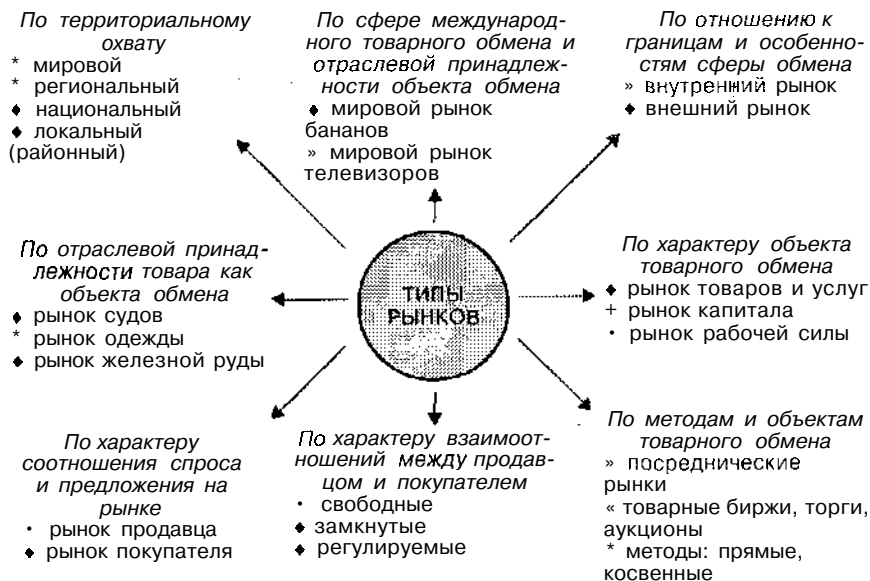 По территориальному
охвату
* мировой
* региональный
♦ национальный
♦ локальный
(районный)
По сфере международ-
ного товарного обмена и
отраслевой принадлеж-
ности объекта обмена
♦ мировой рынок
бананов
» мировой рынок
телевизоров
По отношению к
границам и особенно-
стям сферы обмена
» внутренний рынок
♦ внешний рынок
По отраслевой принад-
лежности товара как
объекта обмена
♦ рынок судов
* рынок одежды
♦ рынок железной руды
ТИПЫ
РЫНКОВ
По характеру объекта
товарного обмена
♦ рынок товаров и услуг
+ рынок капитала
· рынок рабочей силы
По характеру
соотношения спроса
и предложения на
рынке
· рынок продавца
♦ рынок покупателя
По характеру взаимоот-
ношений между продав-
цом и покупателем
· свободные
♦ замкнутые
♦ регулируемые
По методам и объектам
товарного обмена
» посреднические
рынки
« товарные биржи, торги,
аукционы
* методы: прямые,
косвенные